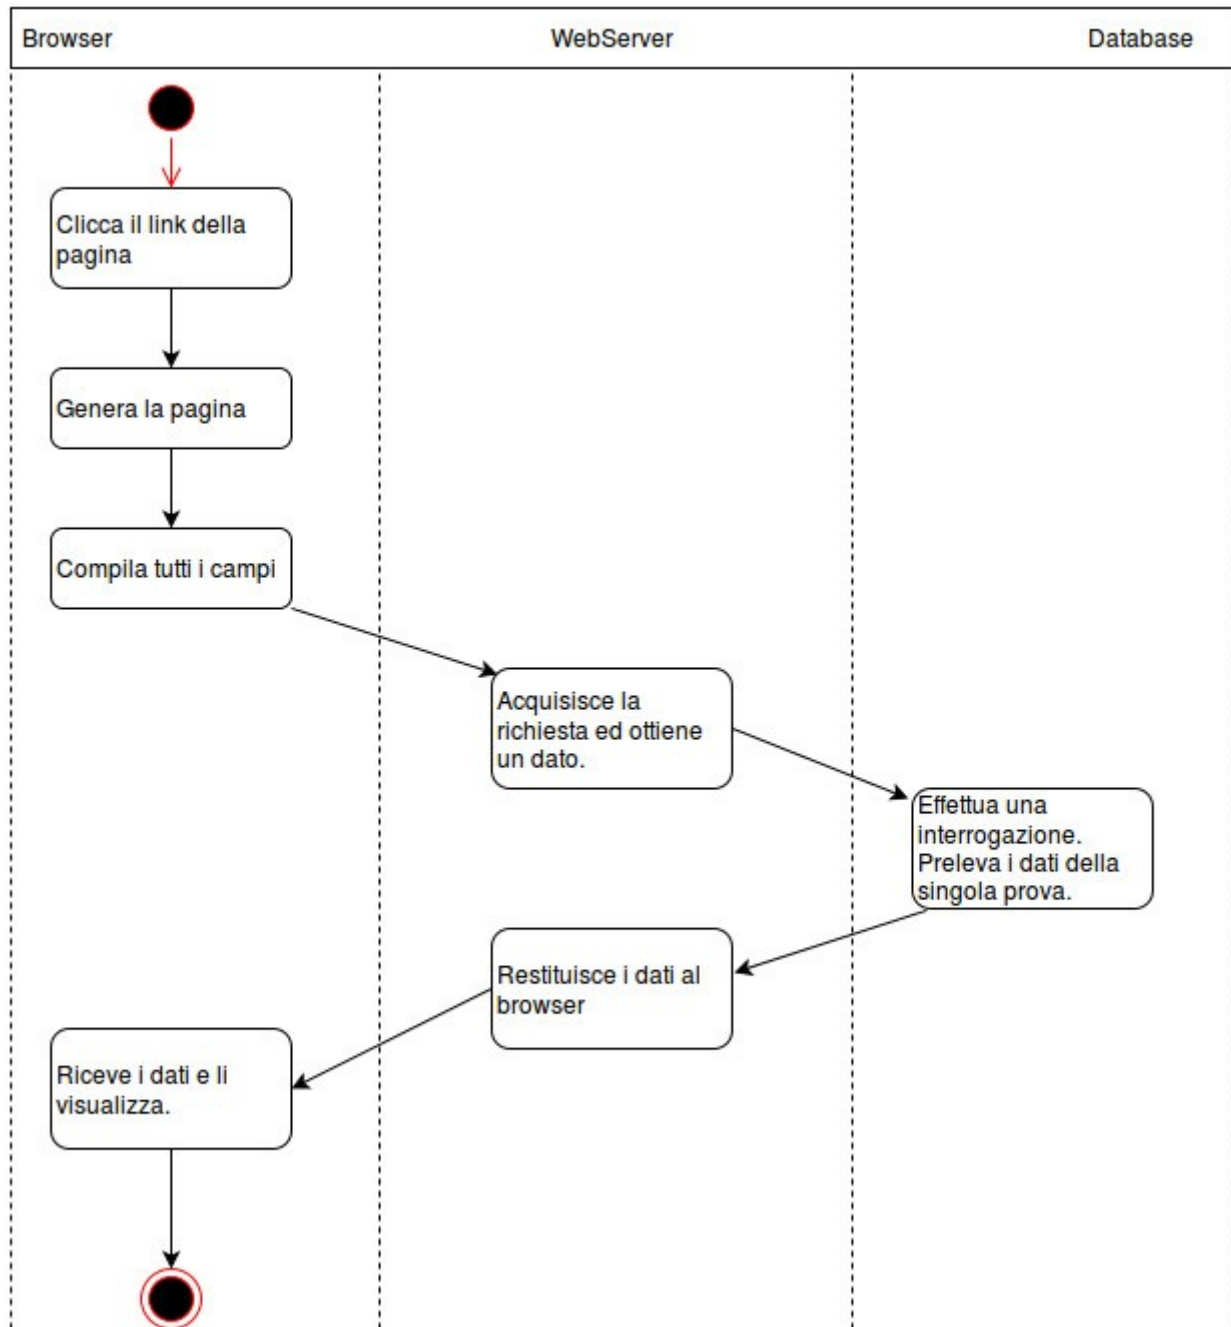 Browser
WebServer
Database
Clicca il link della
pagina
Genera la pagina
Compila tutti i campi
Acquisisce la
richiesta ed ottiene
un dato.
Effettua una
interrogazione.
Preleva i dati della
singola prova.
Restituisce i dati al
browser
Riceve i dati e li
visualizza.